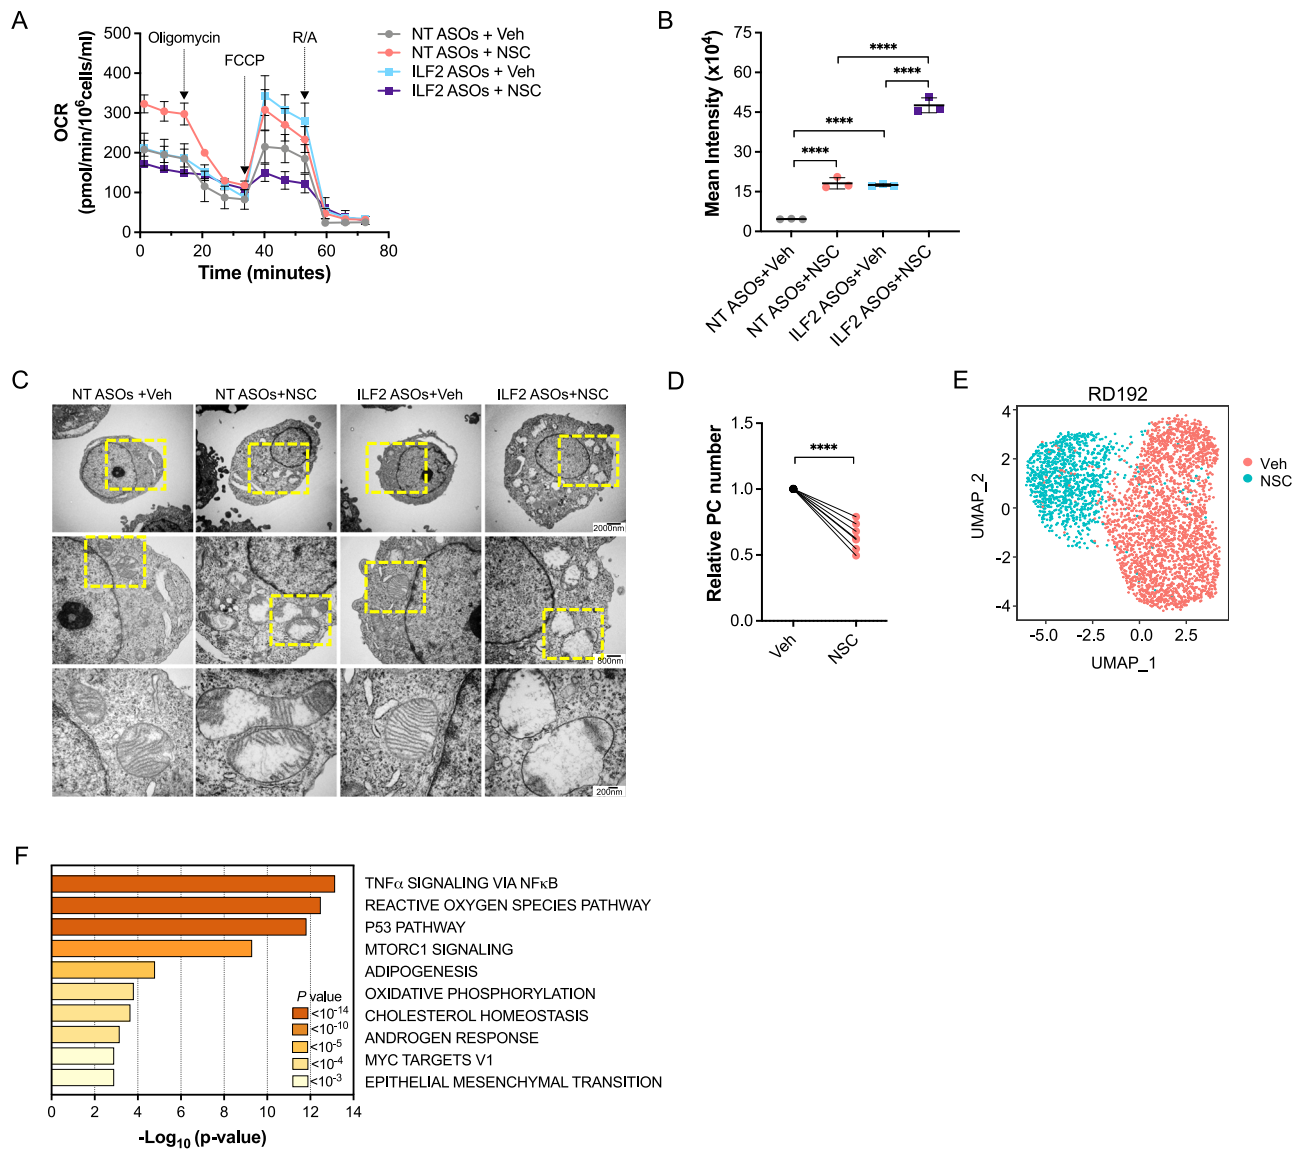 A
OCR
(pmol/min/10⁶cells/ml)
500
400
300
200
100
0
0
20
40
60
80
Time (minutes)
Oligomycin
FCCP
R/A
NT ASOs + Veh
NT ASOs + NSC
ILF2 ASOs + Veh
ILF2 ASOs + NSC
B
Mean Intensity (x10⁴)
75
60
45
30
15
0
****
****
****
****
NT ASOs+Veh
NT ASOs+NSC
ILF2 ASOs+Veh
ILF2 ASOs+NSC
C
NT ASOs +Veh
NT ASOs+NSC
ILF2 ASOs+Veh
ILF2 ASOs+NSC
2000nm
800nm
200nm
D
Relative PC number
1.5
1.0
0.5
0.0
****
Veh
NSC
E
RD192
UMAP_2
4
2
0
-2
-4
-5.0
-2.5
0.0
2.5
UMAP_1
Veh
NSC
F
TNFα SIGNALING VIA NFκB
REACTIVE OXYGEN SPECIES PATHWAY
P53 PATHWAY
MTORC1 SIGNALING
ADIPOGENESIS
OXIDATIVE PHOSPHORYLATION
CHOLESTEROL HOMEOSTASIS
ANDROGEN RESPONSE
MYC TARGETS V1
EPITHELIAL MESENCHYMAL TRANSITION
P value
<10⁻¹⁴
<10⁻¹⁰
<10⁻⁵
<10⁻⁴
<10⁻³
0
2
4
6
8
10
12
14
-Log₁₀ (p-value)